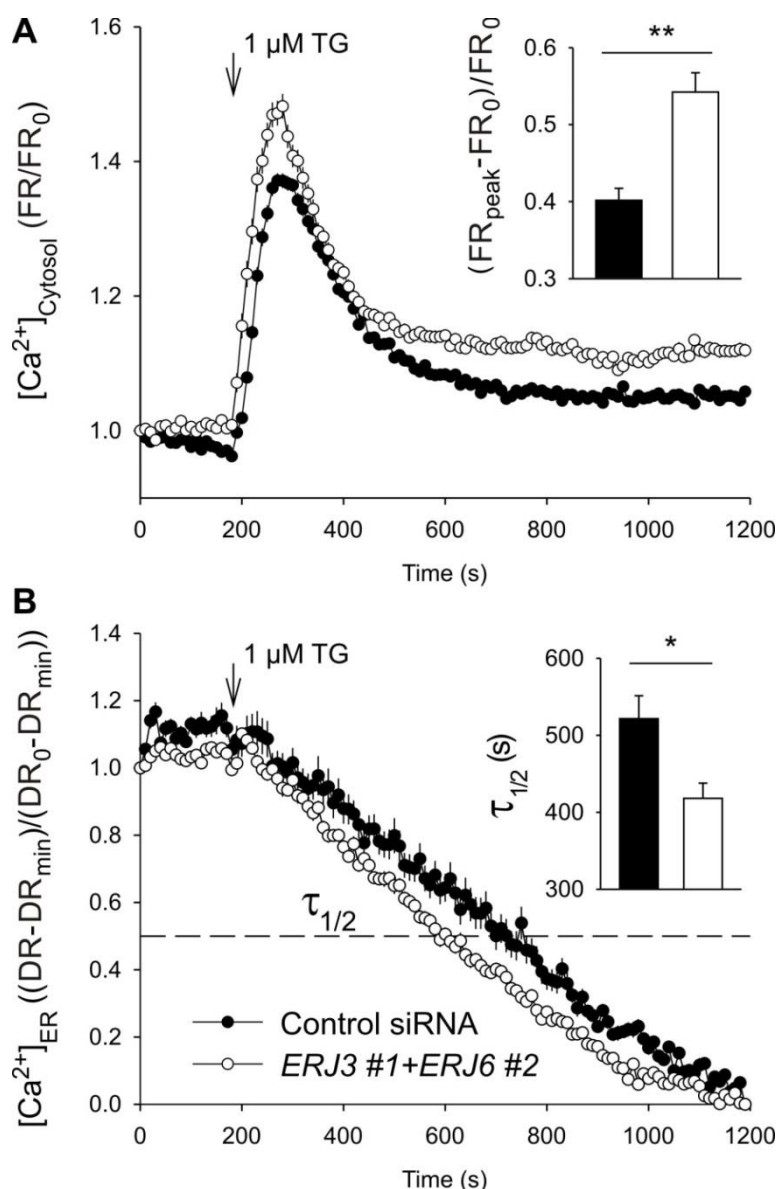 A
[Ca²⁺]Cytosol (FR/FR₀)
1.6
1.4
1.2
1.0
1 µM TG
(FRpeak-FR₀)/FR₀
0.6
0.5
0.4
0.3
**
0 200 400 600 800 1000 1200
Time (s)
B
[Ca²⁺]ER ((DR-DRmin)/(DR₀-DRmin))
1.4
1.2
1.0
0.8
0.6
0.4
0.2
0.0
1 µM TG
τ1/2 (s)
600
500
400
300
*
τ1/2
Control siRNA
ERJ3 #1+ERJ6 #2
0 200 400 600 800 1000 1200
Time (s)